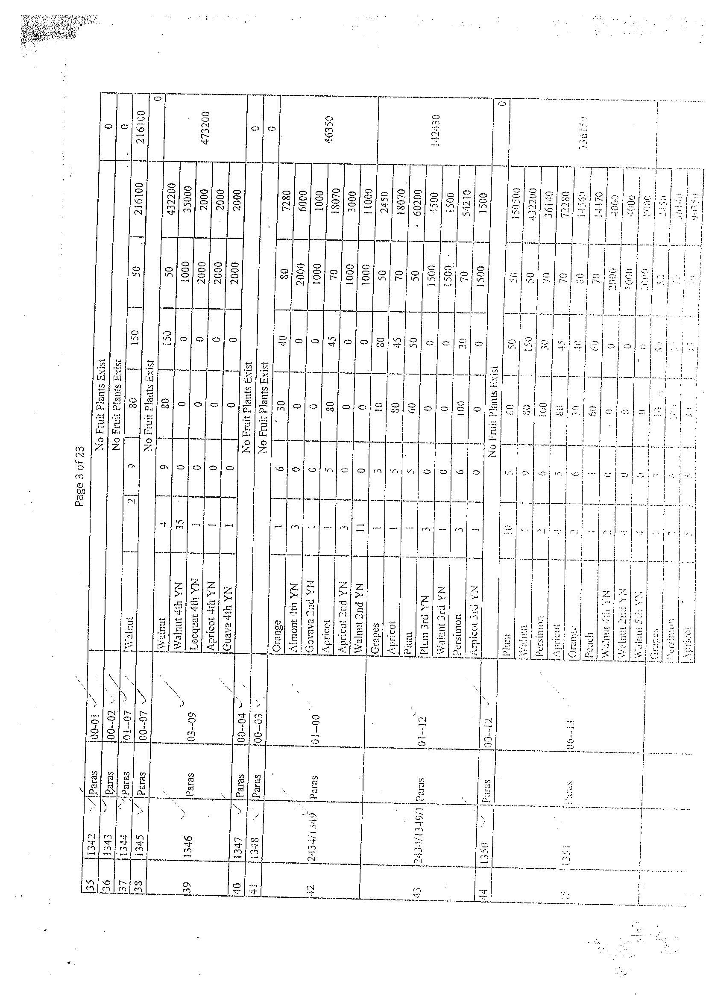 Page 3 of 23
35 1342 Paras 00-01 No Fruit Plants Exist 0
36 1343 Paras 00--02 No Fruit Plants Exist 0
37 1344 Paras 01--07 Walnut 2 9 80 150 50 216100 216100
38 1345 Paras 00--07 No Fruit Plants Exist 0
39 1346 Paras 03--09 Walnut 4 9 80 150 50 432200 473200
Walnut 4th YN 35 0 0 0 1000 35000
Locquat 4th YN 1 0 0 0 2000 2000
Apricot 4th YN 1 0 0 0 2000 2000
Guava 4th YN 1 0 0 0 2000 2000
40 1347 Paras 00--04 No Fruit Plants Exist 0
41 1348 Paras 00--03 No Fruit Plants Exist 0
42 2434/1349 Paras 01--00 Orange 1 6 30 40 80 7280 46350
Almont 4th YN 3 0 0 0 2000 6000
Govava 2nd YN 1 0 0 0 1000 1000
Apricot 1 5 80 45 70 18070
Apricot 2nd YN 3 0 0 0 1000 3000
Walnut 2nd YN 11 0 0 0 1000 11000
43 2434/1349/1 Paras 01--12 Grapes 1 3 10 80 50 2450 142430
Apricot 1 5 80 45 70 18070
Plum 4 5 60 50 50 60200
Plum 3rd YN 3 0 0 0 1500 4500
Walunt 3rd YN 1 0 0 0 1500 1500
Persimon 3 6 100 30 70 54210
Arpicot 3rd YN 1 0 0 0 1500 1500
44 1350 Paras 00--12 No Fruit Plants Exist 0
45 1351 Paras 06--13 Plum 10 5 60 50 50 150500 736150
Walnut 4 9 80 150 50 432200
Pesimon 2 6 100 30 70 36140
Apricot 4 5 80 45 70 72280
Orange 2 6 30 40 80 14560
Peach 1 4 60 60 70 14470
Walnut 4th YN 2 0 0 0 2000 4000
Walnut 2nd YN 4 0 0 0 1000 4000
Walnut 5th YN 4 0 0 0 2000 8000
Grapes 1 3 10 80 50 2450
Persimon 2 6 100 30 70 36140
Apricot 5 5 80 45 70 90350